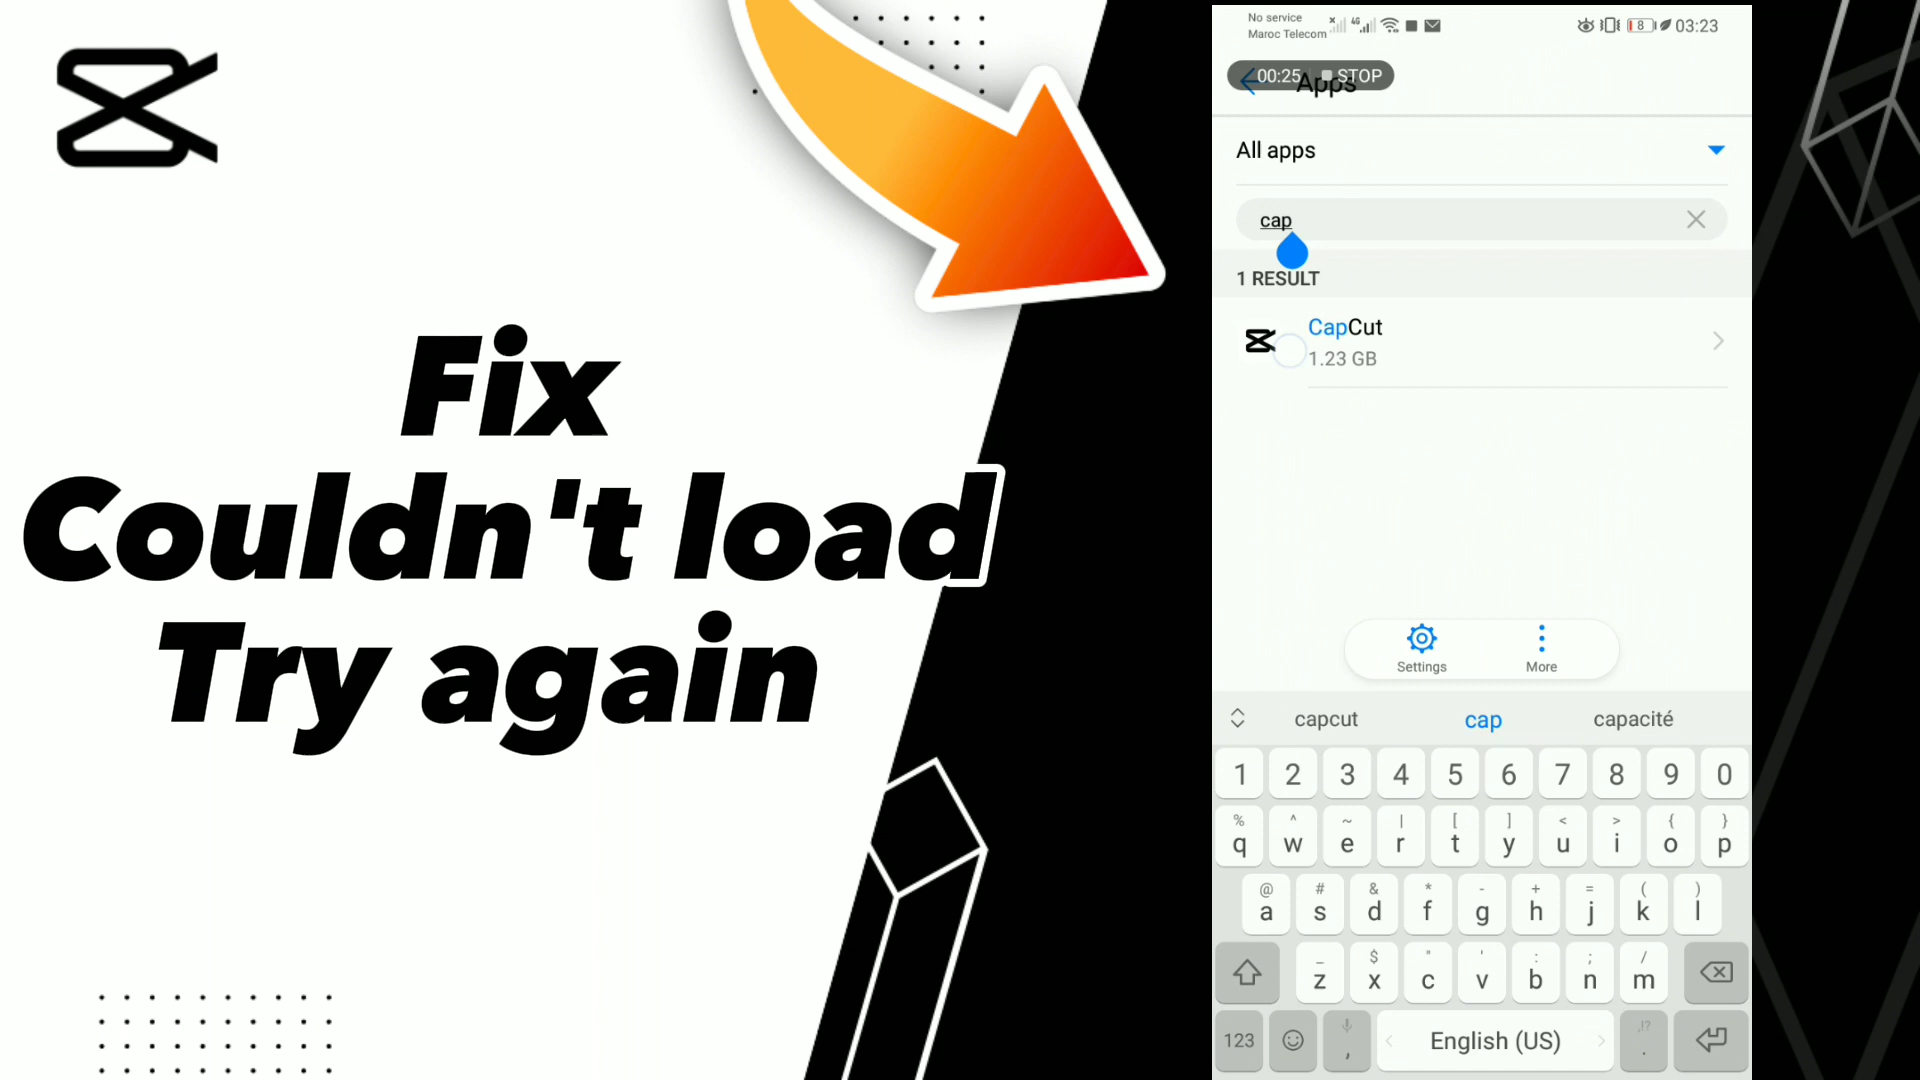 Fix
Couldn't load
Try again
No service
Maroc Telecom
4G
8
03:23
00:25 STOP
Apps
All apps
cap
1 RESULT
CapCut
1.23 GB
Settings
More
capcut cap capacité
1 2 3 4 5 6 7 8 9 0
% ^ ~ | [ ] < > { }
q w e r t y u i o p
@ # & * - + = ( )
a s d f g h j k l
_ $ " ' : ; /
z x c v b n m
123 , English (US) ,!? .